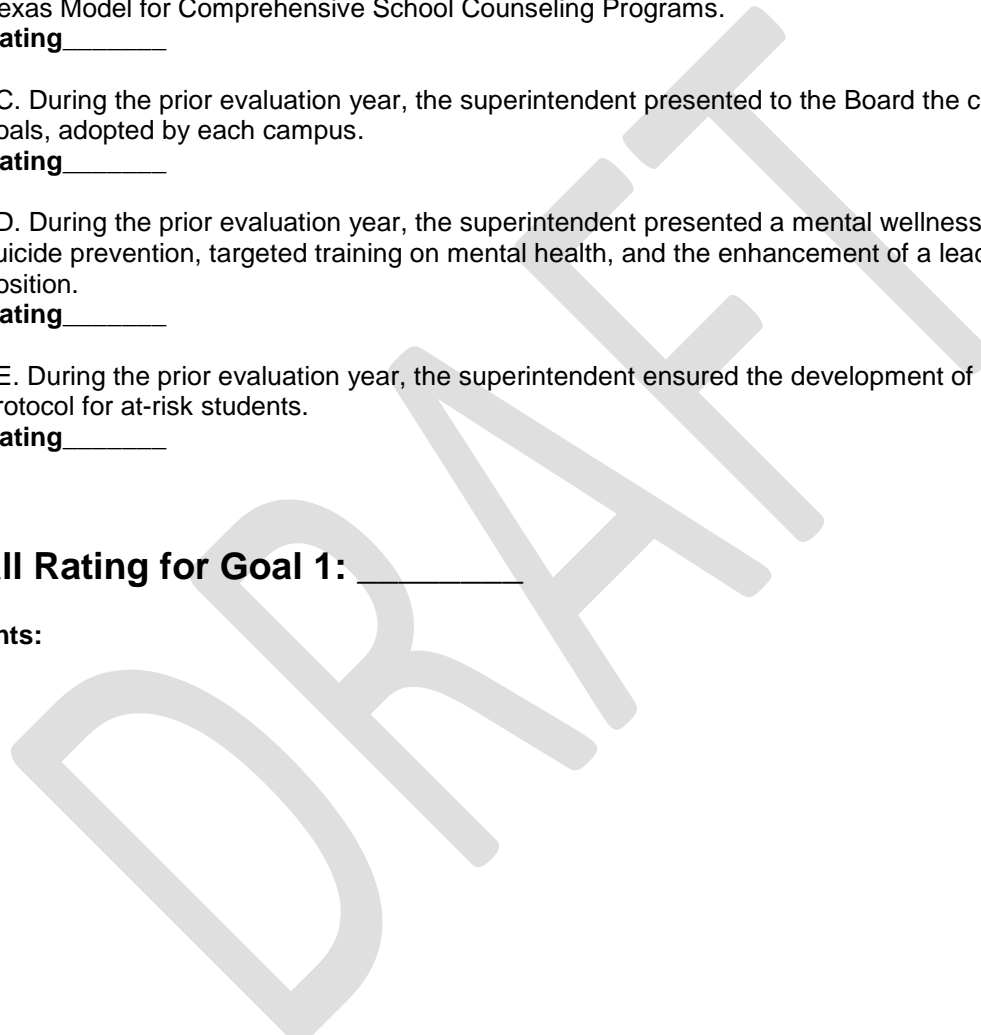 exas Model for Comprehensive School Counseling Programs.
ating_______
C. During the prior evaluation year, the superintendent presented to the Board the c
oals, adopted by each campus.
ating_______
D. During the prior evaluation year, the superintendent presented a mental wellness
uicide prevention, targeted training on mental health, and the enhancement of a lead
osition.
ating_______
E. During the prior evaluation year, the superintendent ensured the development of
rotocol for at-risk students.
ating_______
ll Rating for Goal 1: ________
nts:
DRAFT